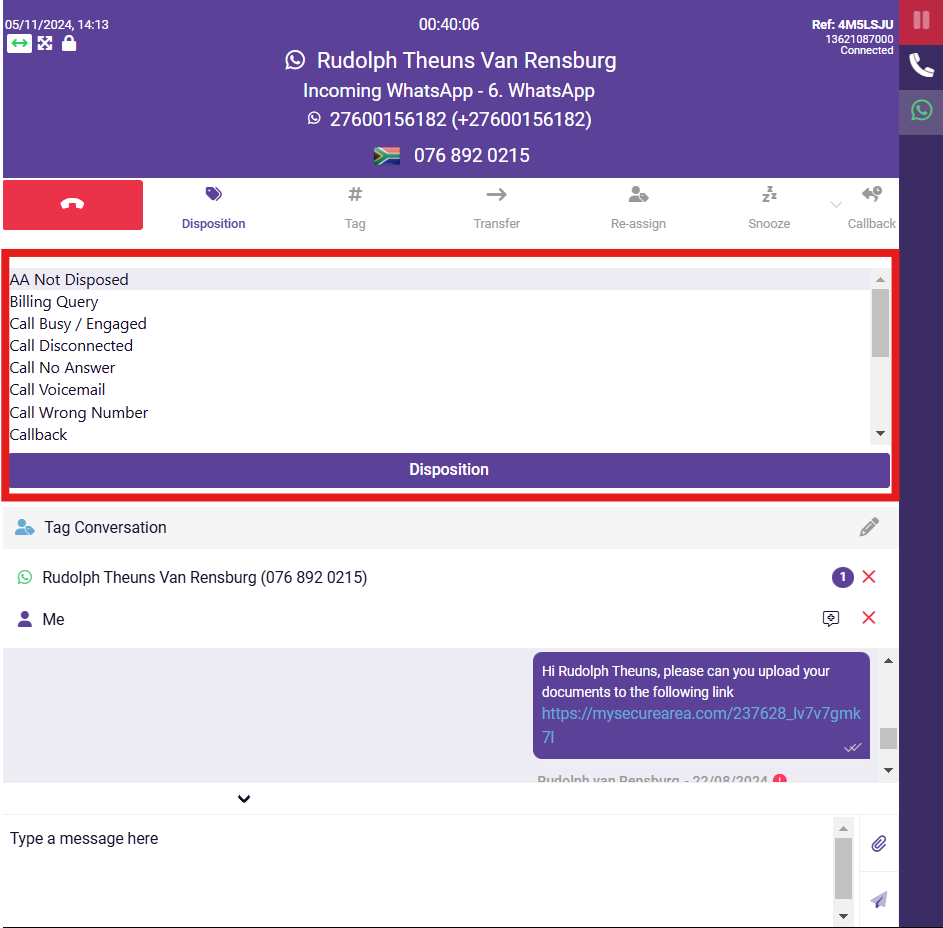 05/11/2024, 14:13
00:40:06
Ref: 4M5LSJU
13621087000
Connected
Rudolph Theuns Van Rensburg
Incoming WhatsApp - 6. WhatsApp
27600156182 (+27600156182)
076 892 0215
Disposition
# Tag
Transfer
Re-assign
Snooze
Callback
AA Not Disposed
Billing Query
Call Busy / Engaged
Call Disconnected
Call No Answer
Call Voicemail
Call Wrong Number
Callback
Disposition
Tag Conversation
Rudolph Theuns Van Rensburg (076 892 0215) 1
Me
Hi Rudolph Theuns, please can you upload your
documents to the following link
https://mysecurearea.com/237628_lv7v7gmk
7l
Rudolph van Rensburg - 22/08/2024
Type a message here